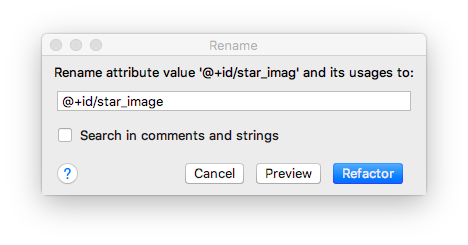 Rename
Rename attribute value '@+id/star_imag' and its usages to:
@+id/star_image
Search in comments and strings
? Cancel Preview Refactor